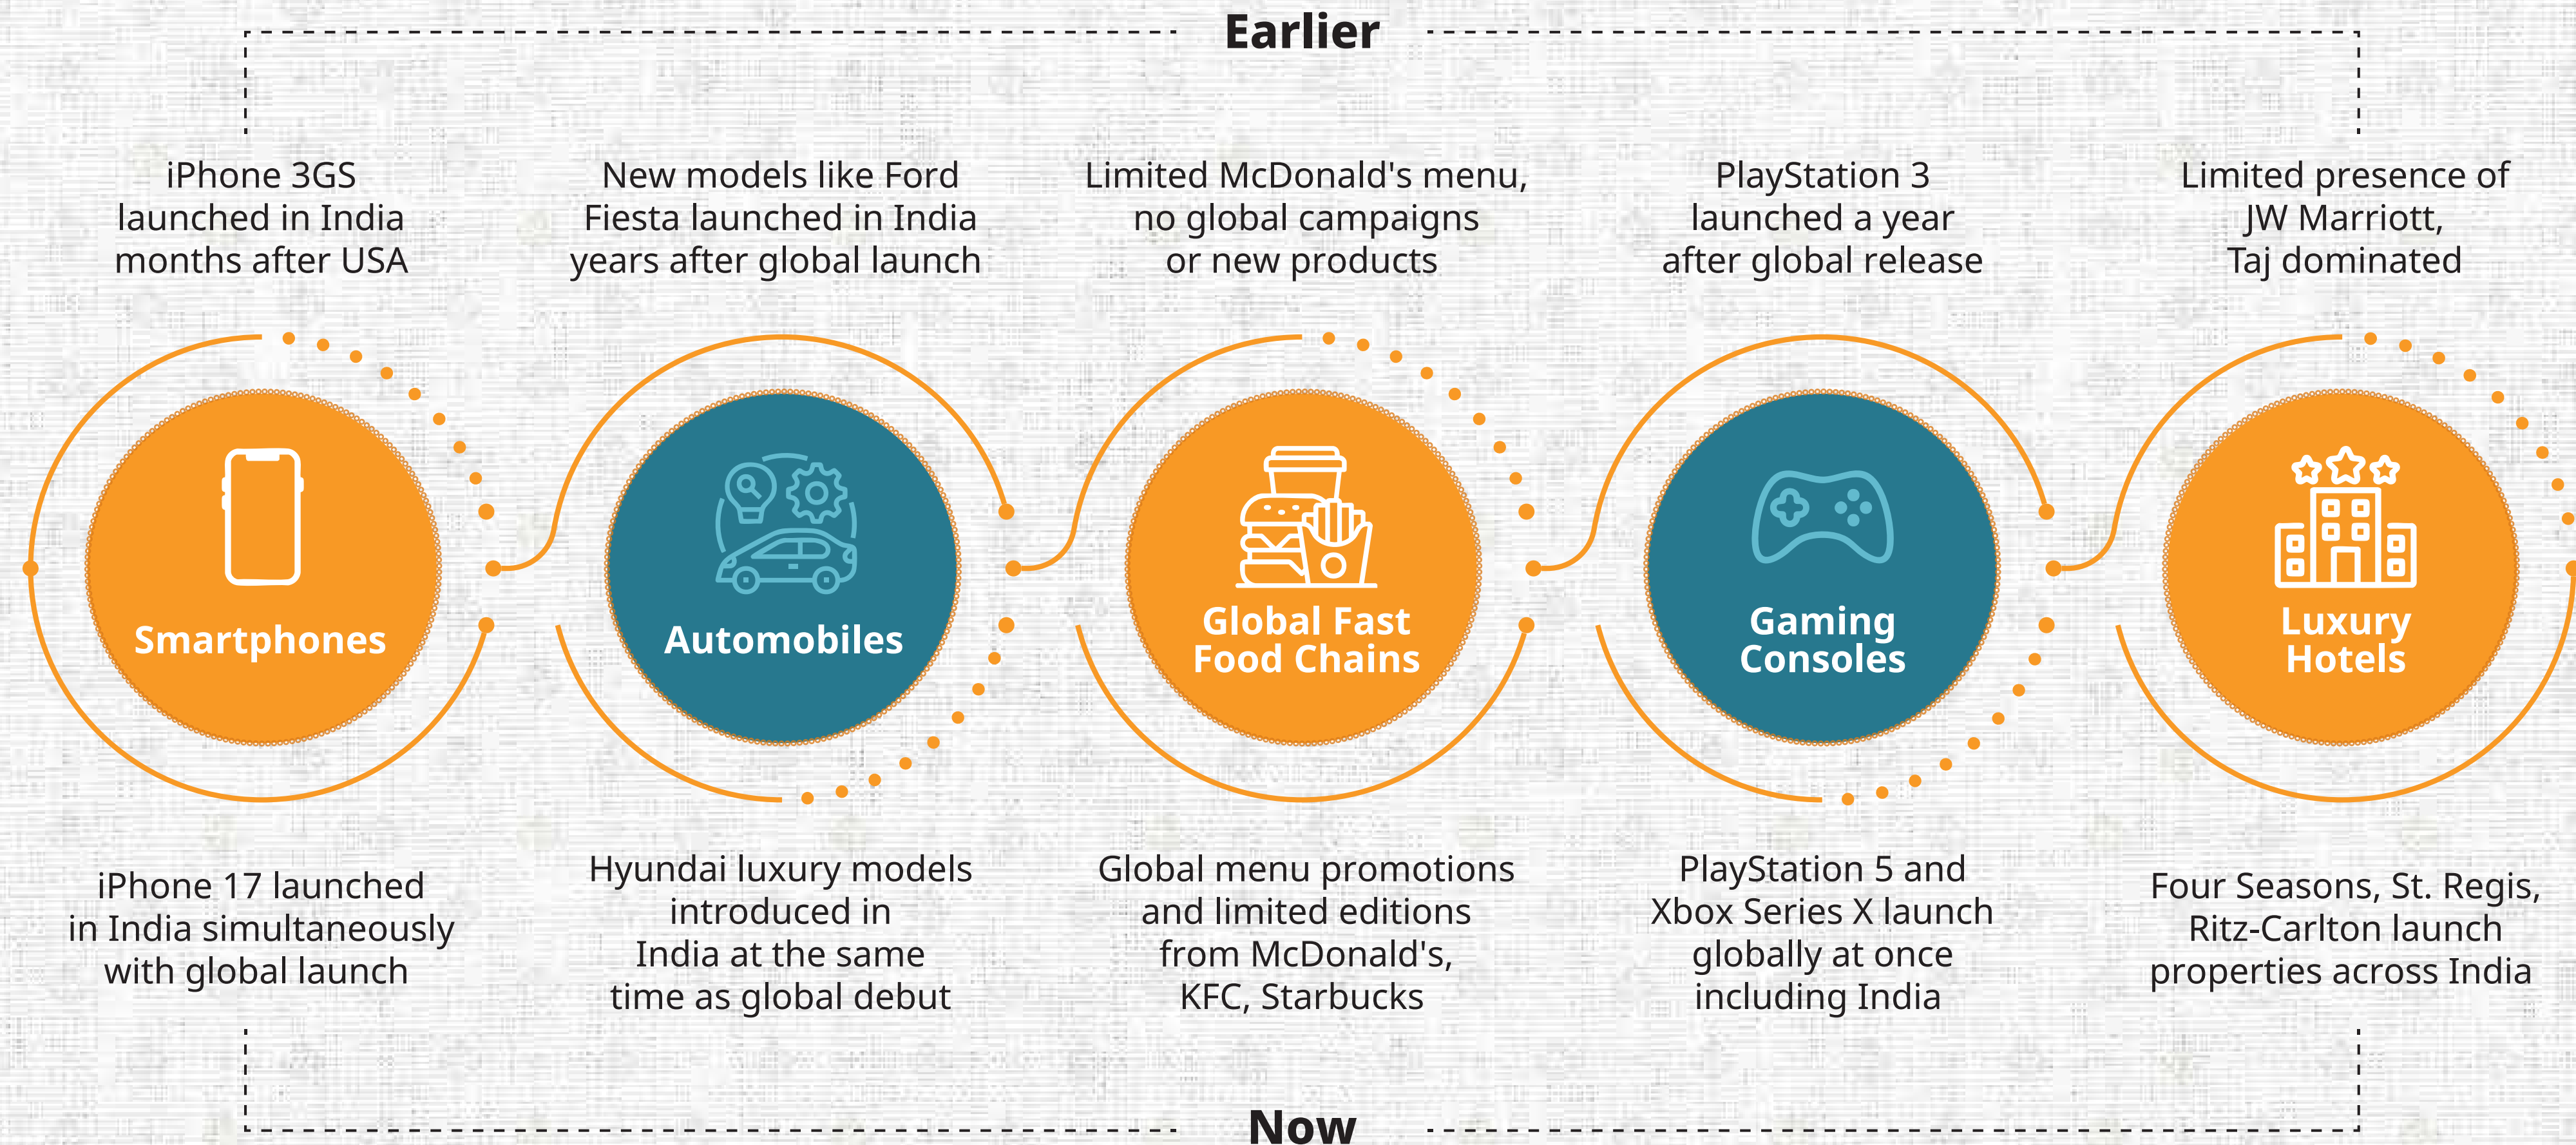 Earlier
iPhone 3GS
launched in India
months after USA
New models like Ford
Fiesta launched in India
years after global launch
Limited McDonald's menu,
no global campaigns
or new products
PlayStation 3
launched a year
after global release
Limited presence of
JW Marriott,
Taj dominated
Smartphones
Automobiles
Global Fast
Food Chains
Gaming
Consoles
Luxury
Hotels
iPhone 17 launched
in India simultaneously
with global launch
Hyundai luxury models
introduced in
India at the same
time as global debut
Global menu promotions
and limited editions
from McDonald's,
KFC, Starbucks
PlayStation 5 and
Xbox Series X launch
globally at once
including India
Four Seasons, St. Regis,
Ritz-Carlton launch
properties across India
Now